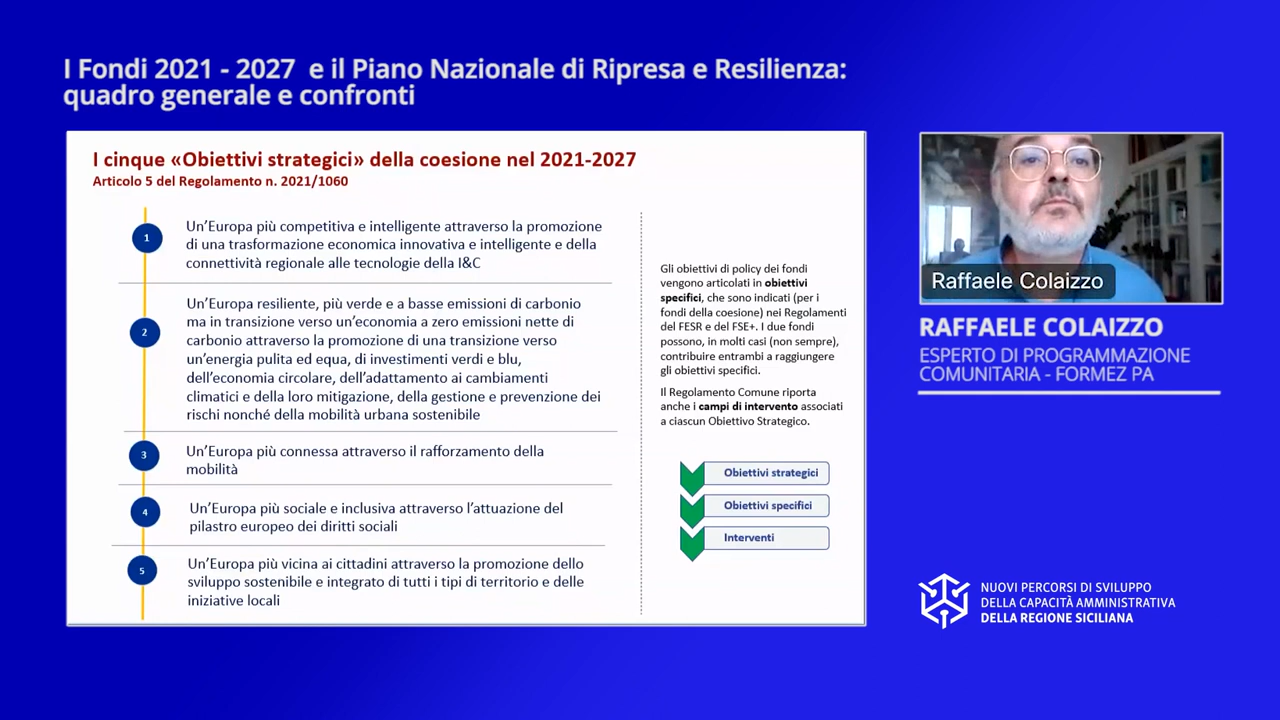 I Fondi 2021 - 2027 e il Piano Nazionale di Ripresa e Resilienza:
quadro generale e confronti
I cinque «Obiettivi strategici» della coesione nel 2021-2027
Articolo 5 del Regolamento n. 2021/1060
1
Un'Europa più competitiva e intelligente attraverso la promozione
di una trasformazione economica innovativa e intelligente e della
connettività regionale alle tecnologie della I&C
2
Un'Europa resiliente, più verde e a basse emissioni di carbonio
ma in transizione verso un'economia a zero emissioni nette di
carbonio attraverso la promozione di una transizione verso
un'energia pulita ed equa, di investimenti verdi e blu,
dell'economia circolare, dell'adattamento ai cambiamenti
climatici e della loro mitigazione, della gestione e prevenzione dei
rischi nonché della mobilità urbana sostenibile
3
Un'Europa più connessa attraverso il rafforzamento della
mobilità
4
Un'Europa più sociale e inclusiva attraverso l'attuazione del
pilastro europeo dei diritti sociali
5
Un'Europa più vicina ai cittadini attraverso la promozione dello
sviluppo sostenibile e integrato di tutti i tipi di territorio e delle
iniziative locali
Gli obiettivi di policy dei fondi
vengono articolati in obiettivi
specifici, che sono indicati (per i
fondi della coesione) nei Regolamenti
del FESR e del FSE+. I due fondi
possono, in molti casi (non sempre),
contribuire entrambi a raggiungere
gli obiettivi specifici.
Il Regolamento Comune riporta
anche i campi di intervento associati
a ciascun Obiettivo Strategico.
Obiettivi strategici
Obiettivi specifici
Interventi
Raffaele Colaizzo
RAFFAELE COLAIZZO
ESPERTO DI PROGRAMMAZIONE
COMUNITARIA - FORMEZ PA
NUOVI PERCORSI DI SVILUPPO
DELLA CAPACITÀ AMMINISTRATIVA
DELLA REGIONE SICILIANA